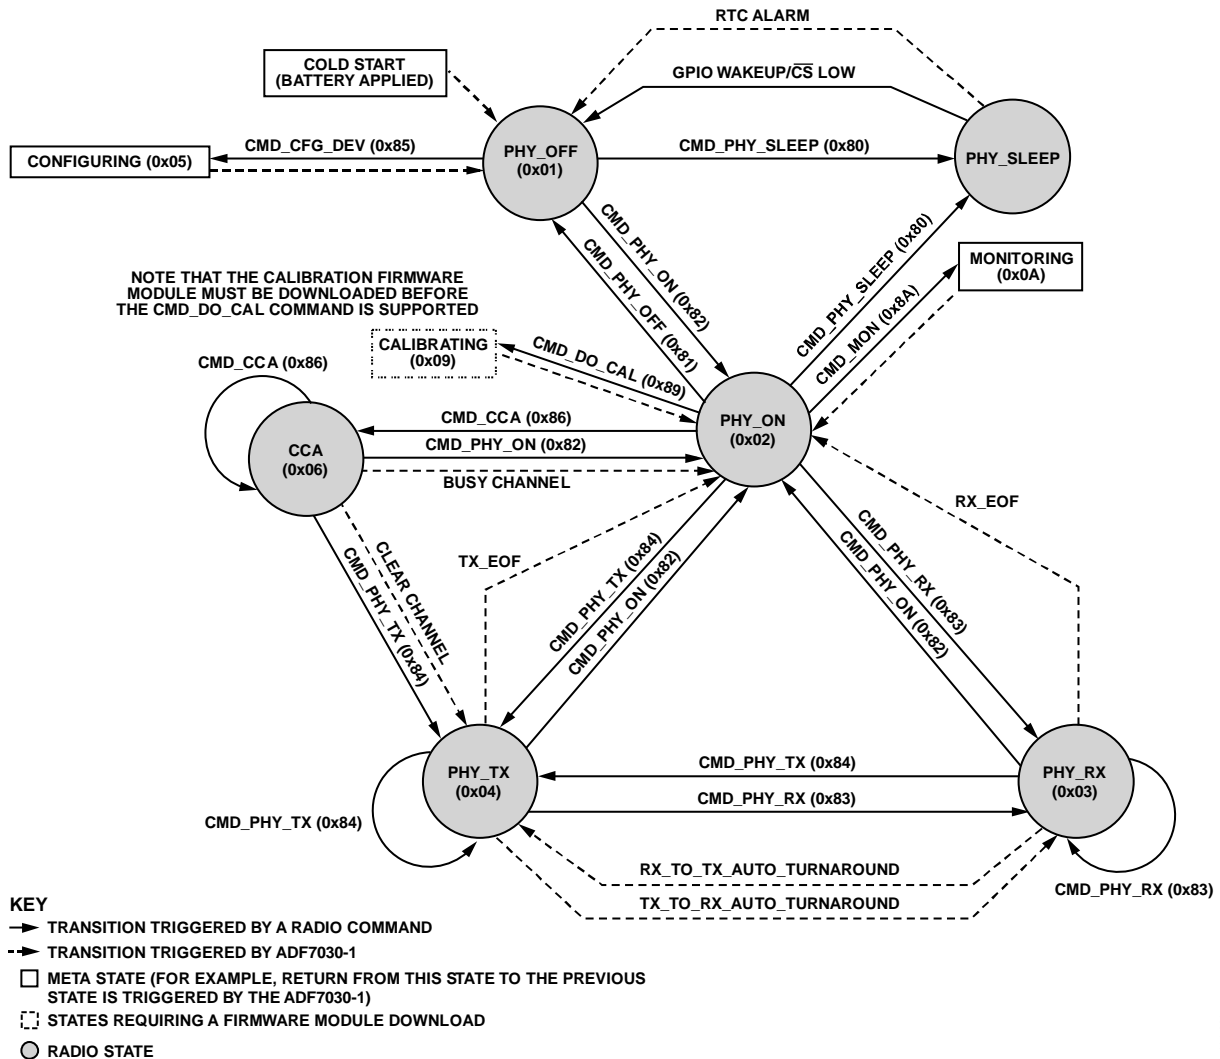 RTC ALARM
COLD START
(BATTERY APPLIED)
GPIO WAKEUP/CS LOW
CMD_CFG_DEV (0x85)
CONFIGURING (0x05)
PHY_OFF
(0x01)
CMD_PHY_SLEEP (0x80)
PHY_SLEEP
CMD_PHY_ON (0x82)
CMD_PHY_OFF (0x81)
CMD_PHY_SLEEP (0x80)
CMD_MON (0x8A)
MONITORING
(0x0A)
NOTE THAT THE CALIBRATION FIRMWARE
MODULE MUST BE DOWNLOADED BEFORE
THE CMD_DO_CAL COMMAND IS SUPPORTED
CALIBRATING
(0x09)
CMD_DO_CAL (0x89)
CMD_CCA (0x86)
CMD_CCA (0x86)
PHY_ON
(0x02)
CCA
(0x06)
CMD_PHY_ON (0x82)
BUSY CHANNEL
CLEAR CHANNEL
CMD_PHY_TX (0x84)
TX_EOF
CMD_PHY_TX (0x84)
CMD_PHY_ON (0x82)
CMD_PHY_RX (0x83)
CMD_PHY_ON (0x82)
RX_EOF
PHY_TX
(0x04)
CMD_PHY_TX (0x84)
PHY_RX
(0x03)
CMD_PHY_RX (0x83)
CMD_PHY_TX (0x84)
RX_TO_TX_AUTO_TURNAROUND
TX_TO_RX_AUTO_TURNAROUND
CMD_PHY_RX (0x83)
KEY
TRANSITION TRIGGERED BY A RADIO COMMAND
TRANSITION TRIGGERED BY ADF7030-1
META STATE (FOR EXAMPLE, RETURN FROM THIS STATE TO THE PREVIOUS
STATE IS TRIGGERED BY THE ADF7030-1)
STATES REQUIRING A FIRMWARE MODULE DOWNLOAD
RADIO STATE